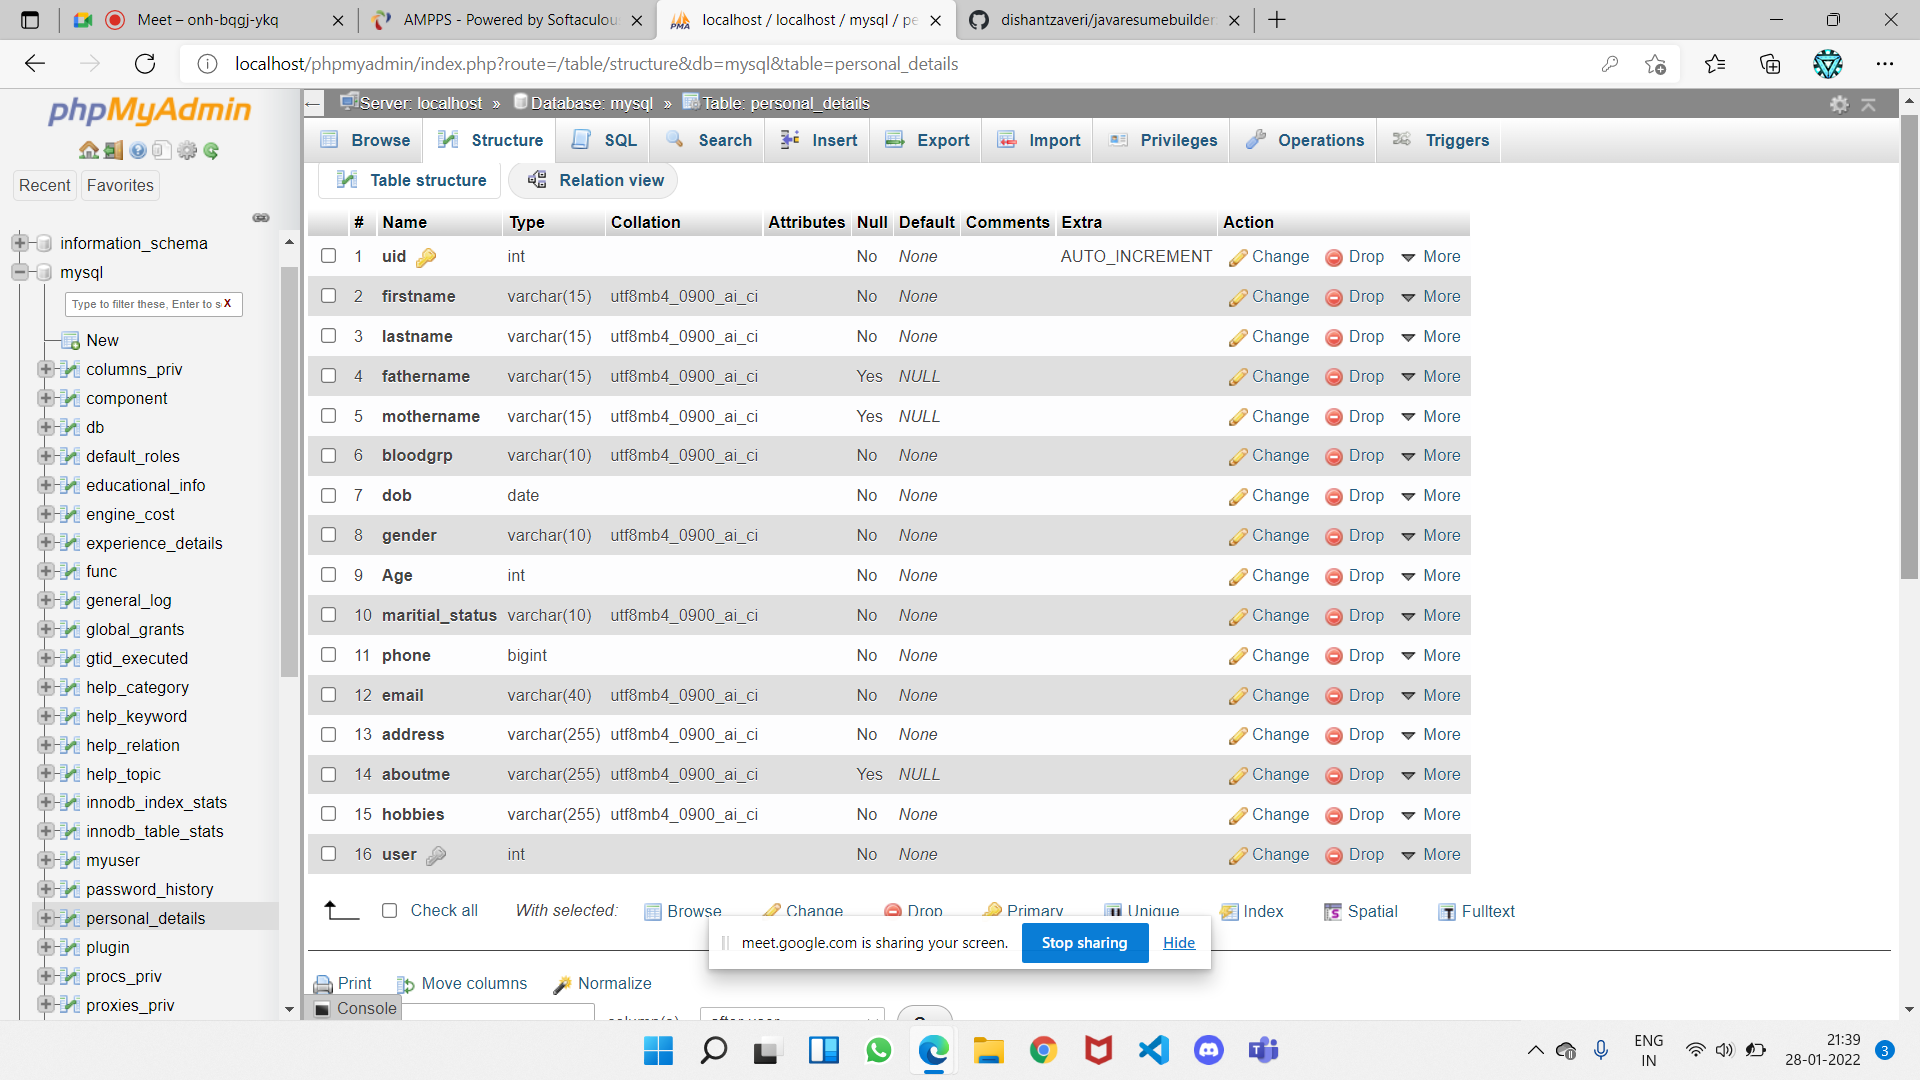 Meet – onh-bqgj-ykq
AMPPS - Powered by Softaculou
localhost / localhost / mysql / pe
dishantzaveri/javaresumebuilder
localhost/phpmyadmin/index.php?route=/table/structure&db=mysql&table=personal_details
phpMyAdmin
Server: localhost » Database: mysql » Table: personal_details
Browse Structure SQL Search Insert Export Import Privileges Operations Triggers
Table structure Relation view
Recent Favorites
information_schema
mysql
Type to filter these, Enter to s X
New
columns_priv
component
db
default_roles
educational_info
engine_cost
experience_details
func
general_log
global_grants
gtid_executed
help_category
help_keyword
help_relation
help_topic
innodb_index_stats
innodb_table_stats
myuser
password_history
personal_details
plugin
procs_priv
proxies_priv
# Name Type Collation Attributes Null Default Comments Extra Action
1 uid int No None AUTO_INCREMENT Change Drop More
2 firstname varchar(15) utf8mb4_0900_ai_ci No None Change Drop More
3 lastname varchar(15) utf8mb4_0900_ai_ci No None Change Drop More
4 fathername varchar(15) utf8mb4_0900_ai_ci Yes NULL Change Drop More
5 mothername varchar(15) utf8mb4_0900_ai_ci Yes NULL Change Drop More
6 bloodgrp varchar(10) utf8mb4_0900_ai_ci No None Change Drop More
7 dob date No None Change Drop More
8 gender varchar(10) utf8mb4_0900_ai_ci No None Change Drop More
9 Age int No None Change Drop More
10 maritial_status varchar(10) utf8mb4_0900_ai_ci No None Change Drop More
11 phone bigint No None Change Drop More
12 email varchar(40) utf8mb4_0900_ai_ci No None Change Drop More
13 address varchar(255) utf8mb4_0900_ai_ci No None Change Drop More
14 aboutme varchar(255) utf8mb4_0900_ai_ci Yes NULL Change Drop More
15 hobbies varchar(255) utf8mb4_0900_ai_ci No None Change Drop More
16 user int No None Change Drop More
Check all With selected: Browse Change Drop Primary Unique Index Spatial Fulltext
meet.google.com is sharing your screen. Stop sharing Hide
Print Move columns Normalize
Console
column(s) after user
ENG
IN
21:39
28-01-2022
3